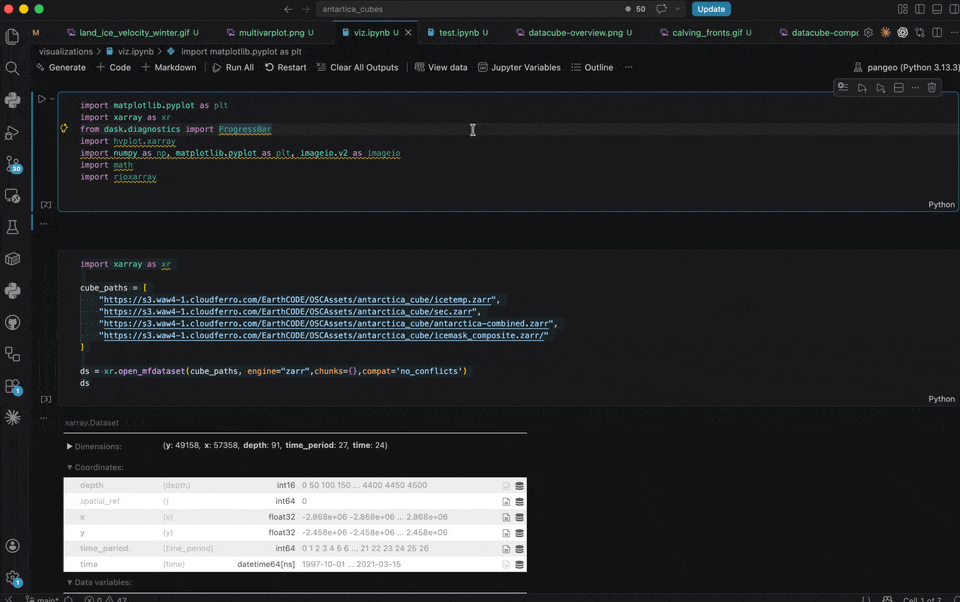 antartica_cubes
50
Update
M
land_ice_velocity_winter.gif U
multivarplot.png U
viz.ipynb U
test.ipynb U
datacube-overview.png U
calving_fronts.gif U
datacube-compo
visualizations > viz.ipynb > import matplotlib.pyplot as plt
Generate + Code + Markdown Run All Restart Clear All Outputs View data Jupyter Variables Outline ...
pangeo (Python 3.13.3)
import matplotlib.pyplot as plt
import xarray as xr
from dask.diagnostics import ProgressBar
import hvplot.xarray
import numpy as np, matplotlib.pyplot as plt, imageio.v2 as imageio
import math
import rioxarray
[2]
Python
30
import xarray as xr
cube_paths = [
"https://s3.waw4-1.cloudferro.com/EarthCODE/OSCAssets/antarctica_cube/icetemp.zarr",
"https://s3.waw4-1.cloudferro.com/EarthCODE/OSCAssets/antarctica_cube/sec.zarr",
"https://s3.waw4-1.cloudferro.com/EarthCODE/OSCAssets/antarctica_cube/antarctica-combined.zarr",
"https://s3.waw4-1.cloudferro.com/EarthCODE/OSCAssets/antarctica_cube/icemask_composite.zarr/"
]
ds = xr.open_mfdataset(cube_paths, engine="zarr",chunks={},compat='no_conflicts')
ds
[3]
Python
1
xarray.Dataset
Dimensions: (y: 49158, x: 57358, depth: 91, time_period: 27, time: 24)
Coordinates:
depth (depth) int16 0 50 100 150 ... 4400 4450 4500
spatial_ref () int64 0
x (x) float32 -2.868e+06 -2.868e+06 ... 2.868e+06
y (y) float32 -2.458e+06 -2.458e+06 ... 2.458e+06
time_period (time_period) int64 0 1 2 3 4 5 6 ... 21 22 23 24 25 26
time (time) datetime64[ns] 1997-10-01 ... 2021-03-15
Data variables:
1
main*
0
47
Cell 1 of 7